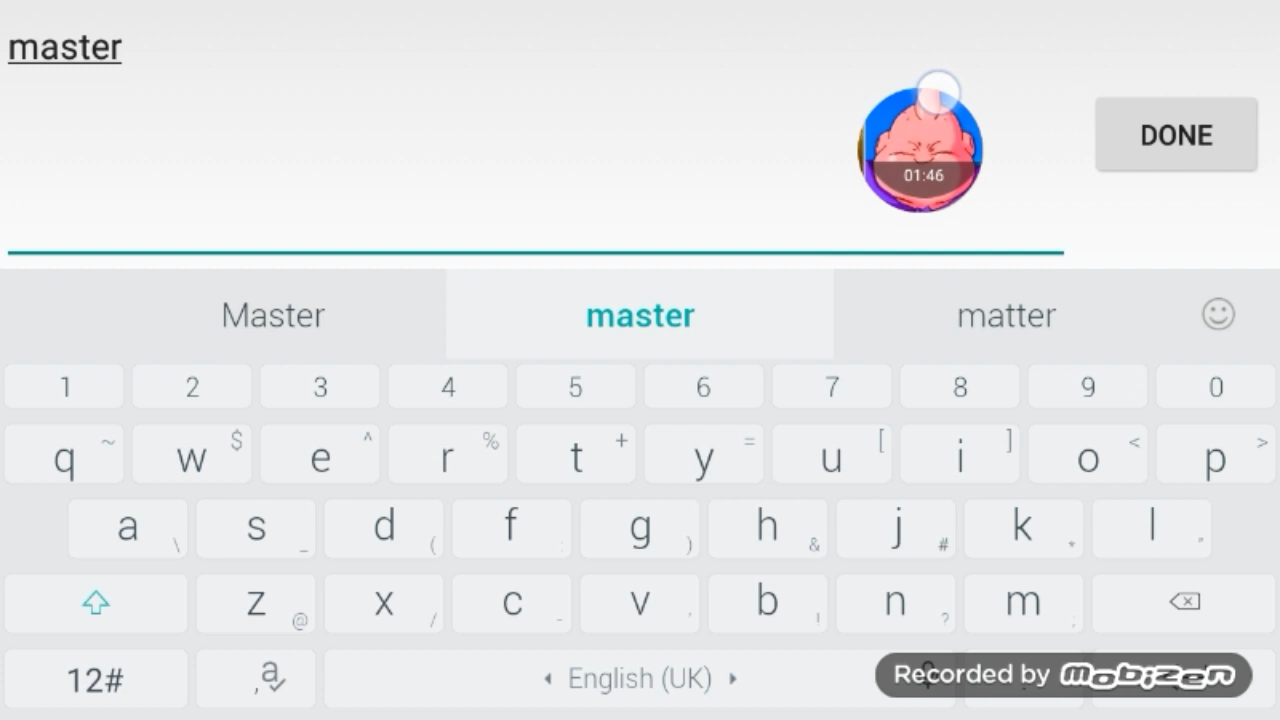 master
DONE
01:46
Master master matter
1 2 3 4 5 6 7 8 9 0
q ~ w $ e ^ r % t + y = u [ i ] o < p >
a \ s _ d ( f : g ) h & j # k * l "
z @ x / c - v ' b ! n ? m ;
12# , a English (UK)
Recorded by mobizen